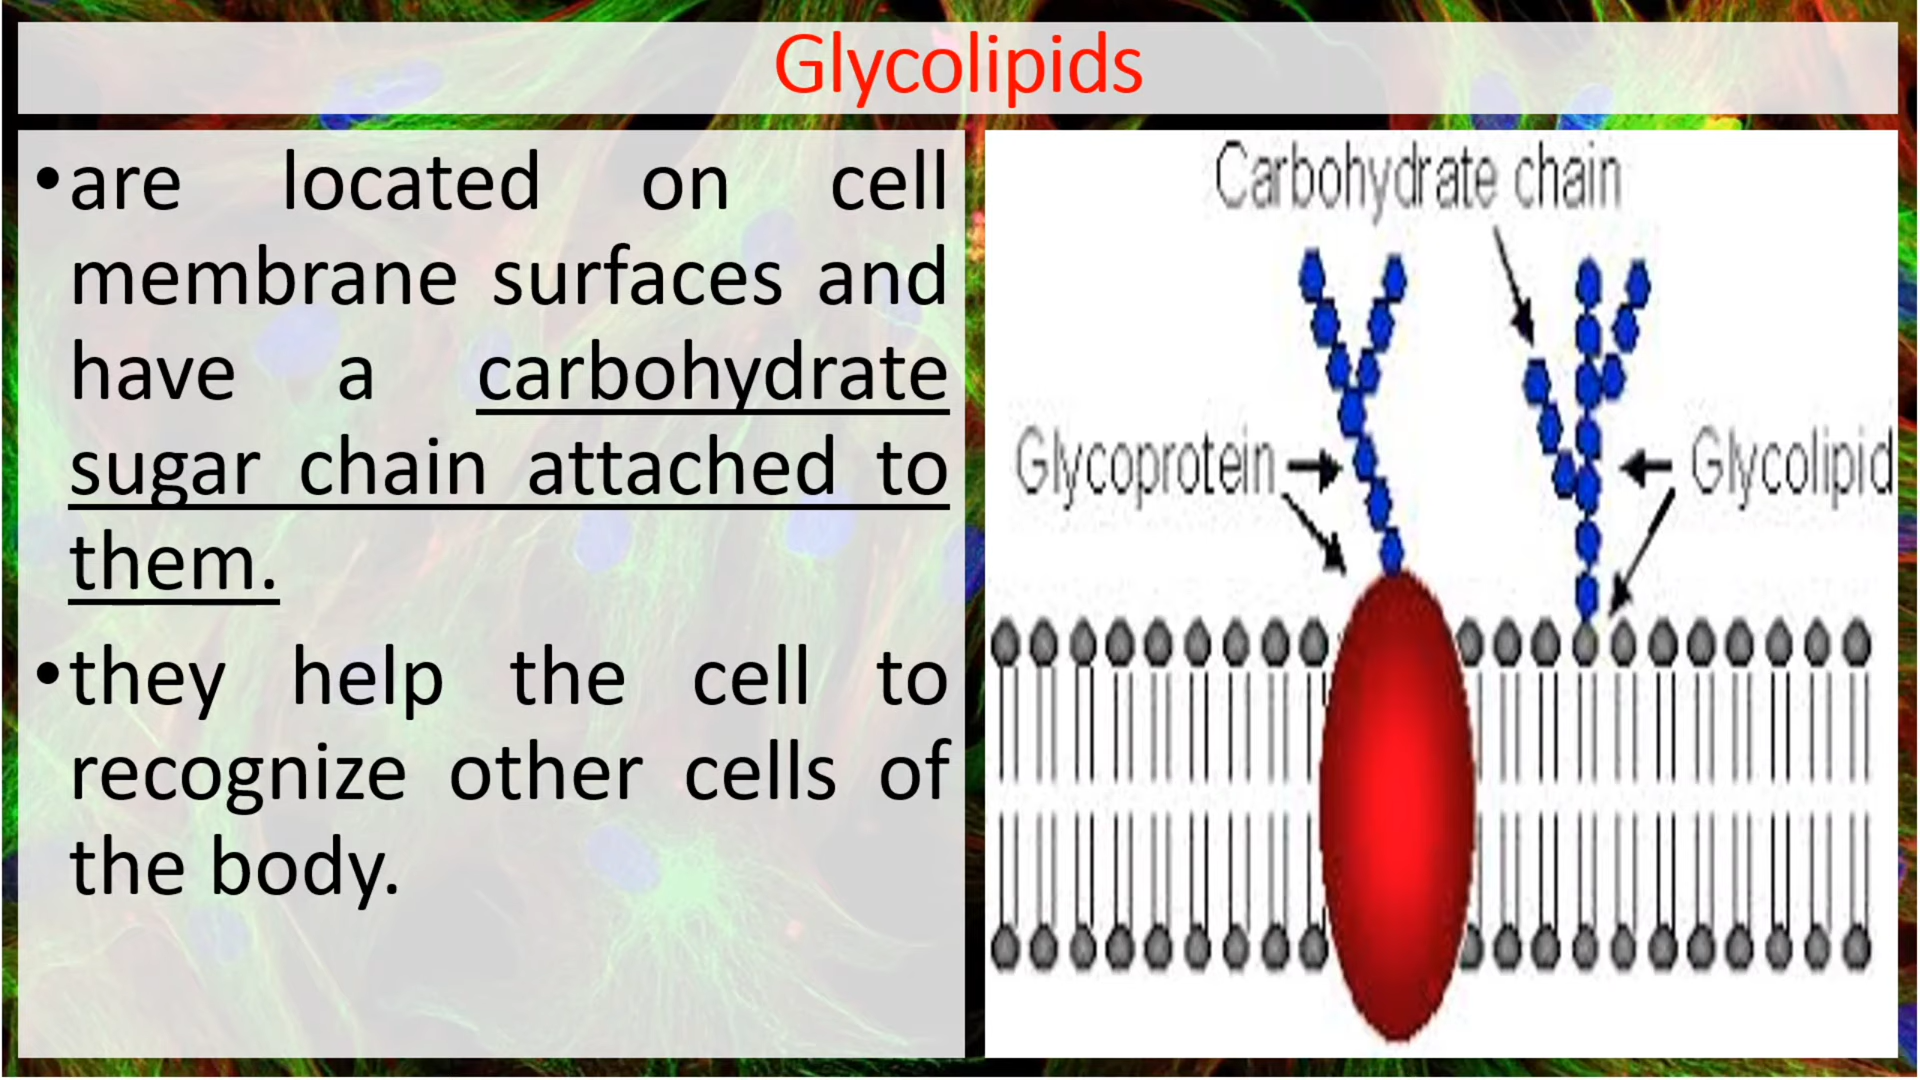 Glycolipids
•are located on cell
membrane surfaces and
have a carbohydrate
sugar chain attached to
them.
•they help the cell to
recognize other cells of
the body.
Carbohydrate chain
Glycoprotein
Glycolipid